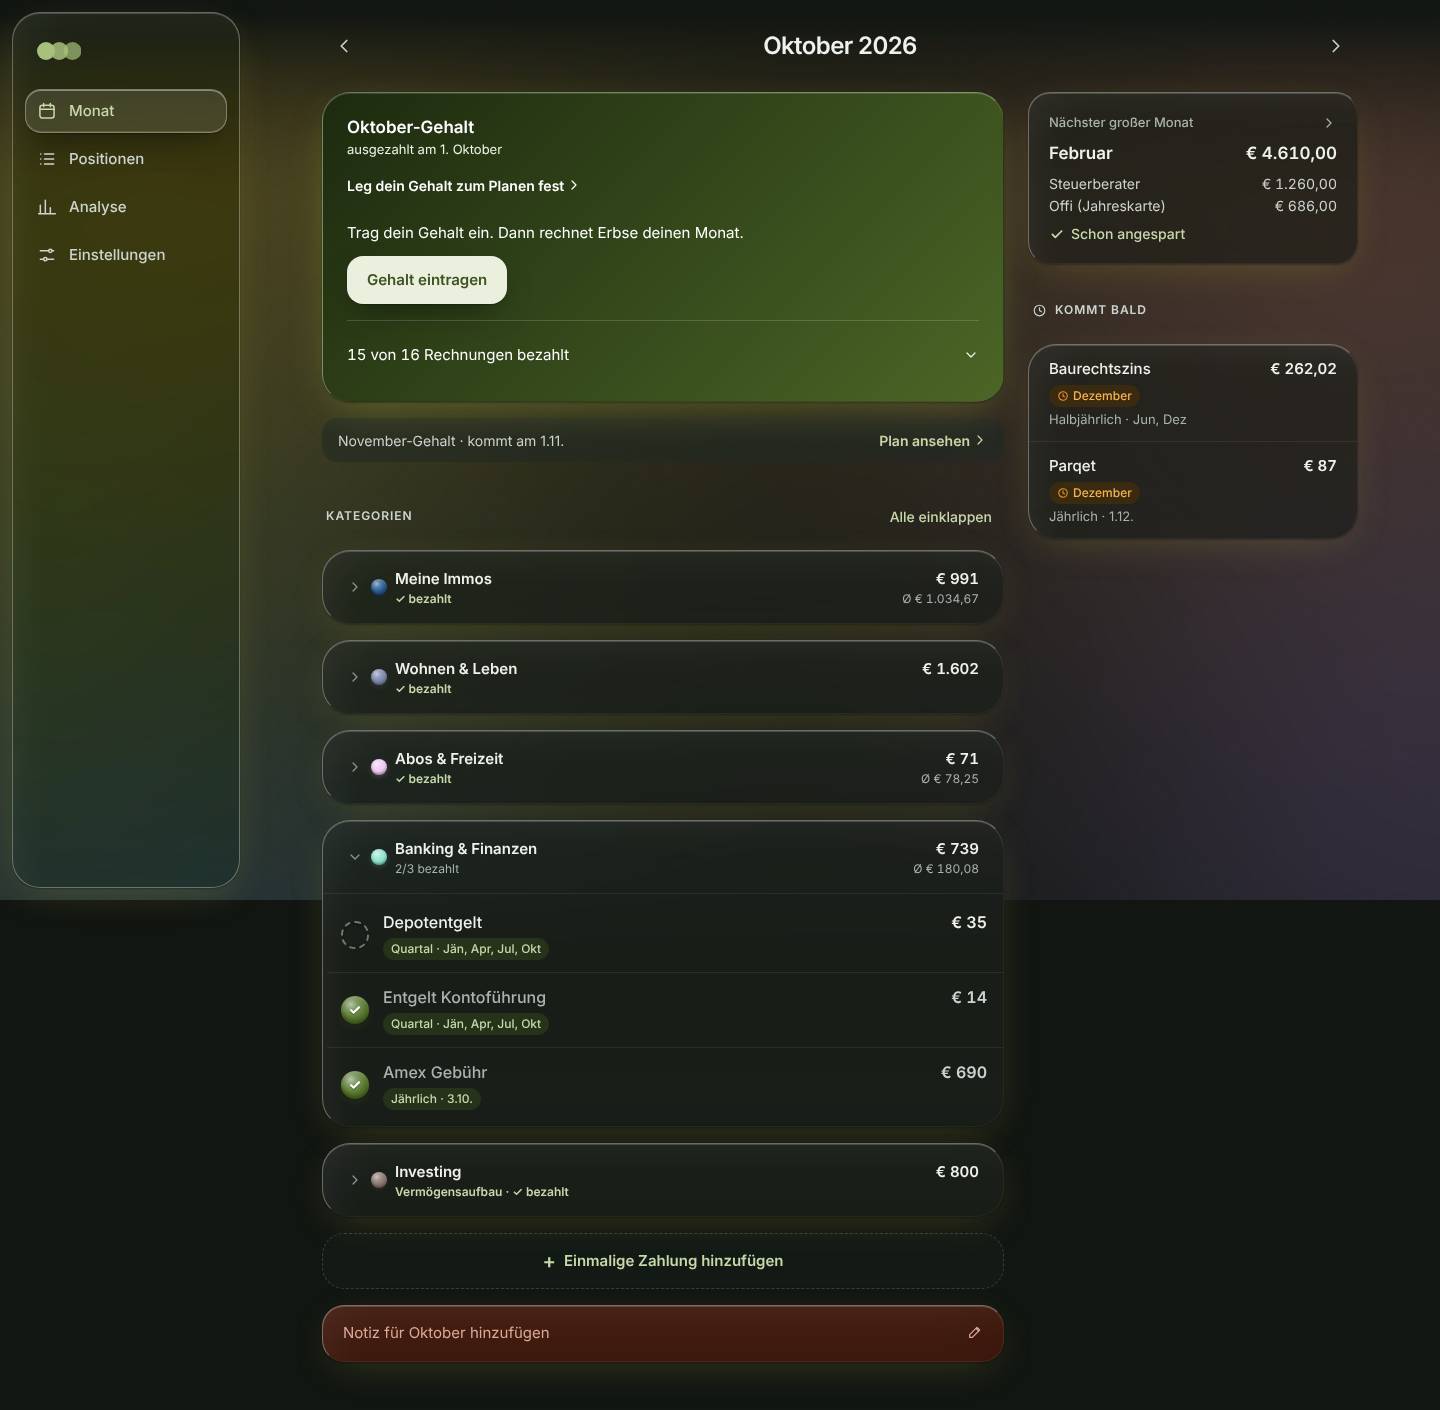 Monat
Positionen
Analyse
Einstellungen
Oktober 2026
Oktober-Gehalt
ausgezahlt am 1. Oktober
Leg dein Gehalt zum Planen fest
Trag dein Gehalt ein. Dann rechnet Erbse deinen Monat.
Gehalt eintragen
15 von 16 Rechnungen bezahlt
November-Gehalt · kommt am 1.11.
Plan ansehen
KATEGORIEN
Alle einklappen
Meine Immos
€ 991
✓ bezahlt
Ø € 1.034,67
Wohnen & Leben
€ 1.602
✓ bezahlt
Abos & Freizeit
€ 71
✓ bezahlt
Ø € 78,25
Banking & Finanzen
€ 739
2/3 bezahlt
Ø € 180,08
Depotentgelt
€ 35
Quartal · Jän, Apr, Jul, Okt
Entgelt Kontoführung
€ 14
Quartal · Jän, Apr, Jul, Okt
Amex Gebühr
€ 690
Jährlich · 3.10.
Investing
€ 800
Vermögensaufbau · ✓ bezahlt
+ Einmalige Zahlung hinzufügen
Notiz für Oktober hinzufügen
Nächster großer Monat
Februar
€ 4.610,00
Steuerberater
€ 1.260,00
Offi (Jahreskarte)
€ 686,00
✓ Schon angespart
KOMMT BALD
Baurechtszins
€ 262,02
Dezember
Halbjährlich · Jun, Dez
Parqet
€ 87
Dezember
Jährlich · 1.12.